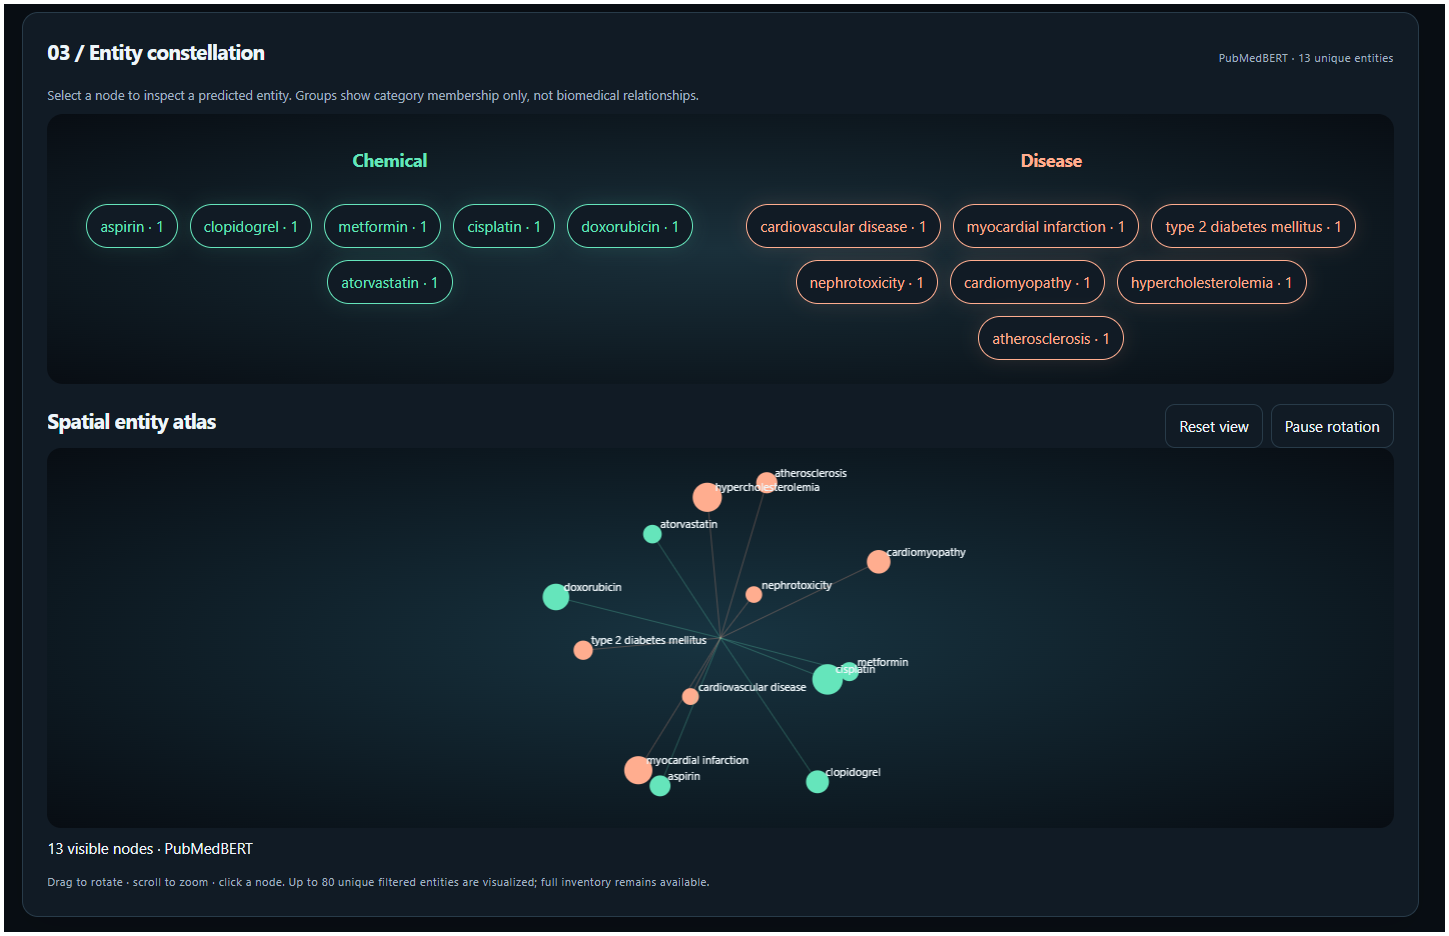 03 / Entity constellation
PubMedBERT · 13 unique entities
Select a node to inspect a predicted entity. Groups show category membership only, not biomedical relationships.
Chemical
aspirin · 1
clopidogrel · 1
metformin · 1
cisplatin · 1
doxorubicin · 1
atorvastatin · 1
Disease
cardiovascular disease · 1
myocardial infarction · 1
type 2 diabetes mellitus · 1
nephrotoxicity · 1
cardiomyopathy · 1
hypercholesterolemia · 1
atherosclerosis · 1
Spatial entity atlas
Reset view
Pause rotation
atherosclerosis
hypercholesterolemia
atorvastatin
cardiomyopathy
nephrotoxicity
doxorubicin
type 2 diabetes mellitus
metformin
cisplatin
cardiovascular disease
myocardial infarction
aspirin
clopidogrel
13 visible nodes · PubMedBERT
Drag to rotate · scroll to zoom · click a node. Up to 80 unique filtered entities are visualized; full inventory remains available.